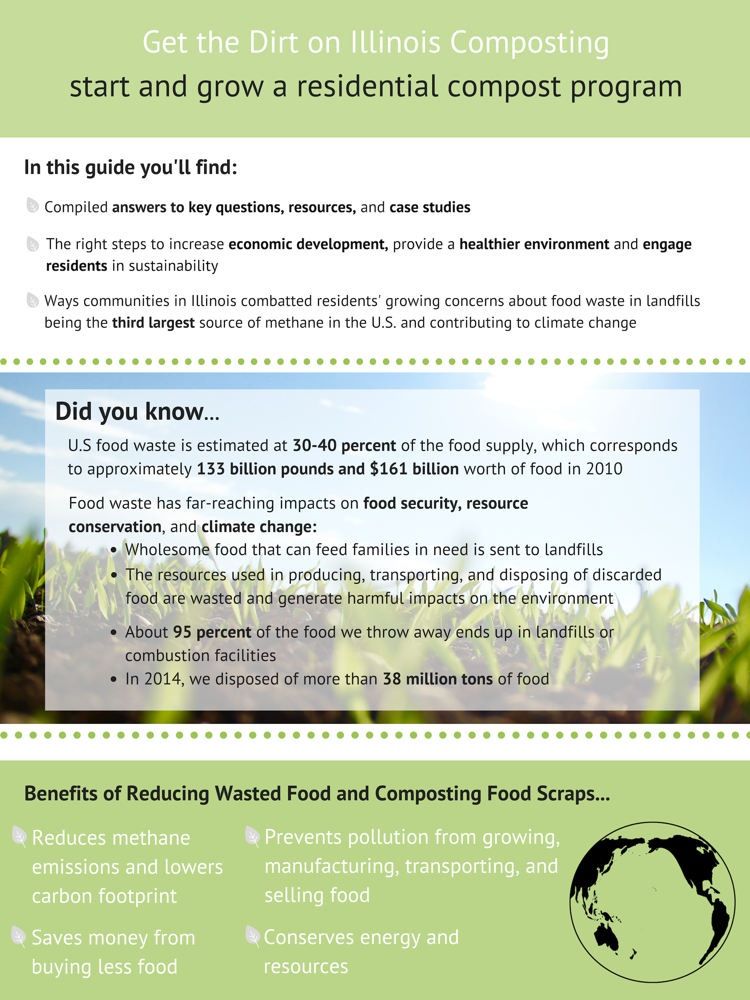 Get the Dirt on Illinois Composting
start and grow a residential compost program
In this guide you'll find:
Compiled answers to key questions, resources, and case studies
The right steps to increase economic development, provide a healthier environment and engage
residents in sustainability
Ways communities in Illinois combatted residents' growing concerns about food waste in landfills
being the third largest source of methane in the U.S. and contributing to climate change
Did you know...
U.S food waste is estimated at 30-40 percent of the food supply, which corresponds
to approximately 133 billion pounds and $161 billion worth of food in 2010
Food waste has far-reaching impacts on food security, resource
conservation, and climate change:
• Wholesome food that can feed families in need is sent to landfills
• The resources used in producing, transporting, and disposing of discarded
food are wasted and generate harmful impacts on the environment
• About 95 percent of the food we throw away ends up in landfills or
combustion facilities
• In 2014, we disposed of more than 38 million tons of food
Benefits of Reducing Wasted Food and Composting Food Scraps...
Reduces methane
emissions and lowers
carbon footprint
Prevents pollution from growing,
manufacturing, transporting, and
selling food
Saves money from
buying less food
Conserves energy and
resources